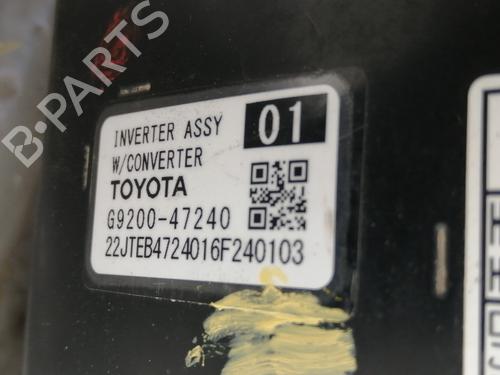 B-PARTS
INVERTER ASSY 01
W/CONVERTER
TOYOTA
G9200-47240
22JTEB4724016F240103